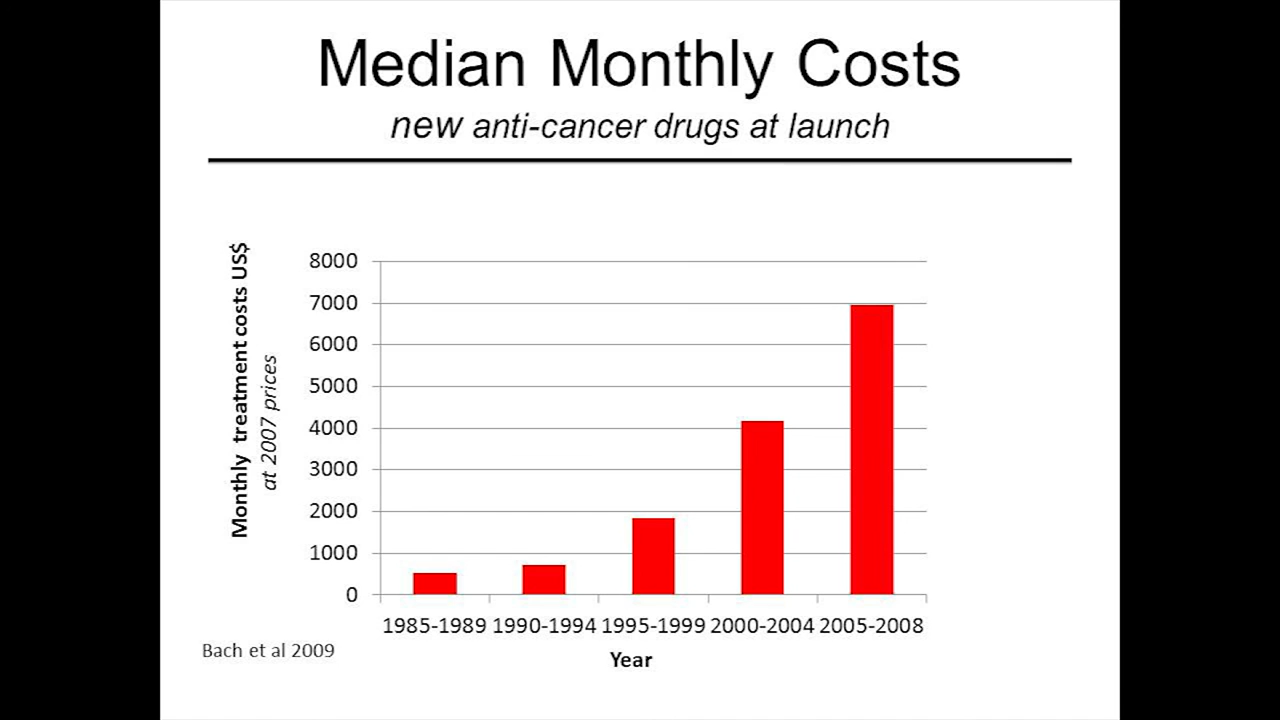 Median Monthly Costs
new anti-cancer drugs at launch
Monthly treatment costs US$
at 2007 prices
8000
7000
6000
5000
4000
3000
2000
1000
0
1985-1989 1990-1994 1995-1999 2000-2004 2005-2008
Year
Bach et al 2009